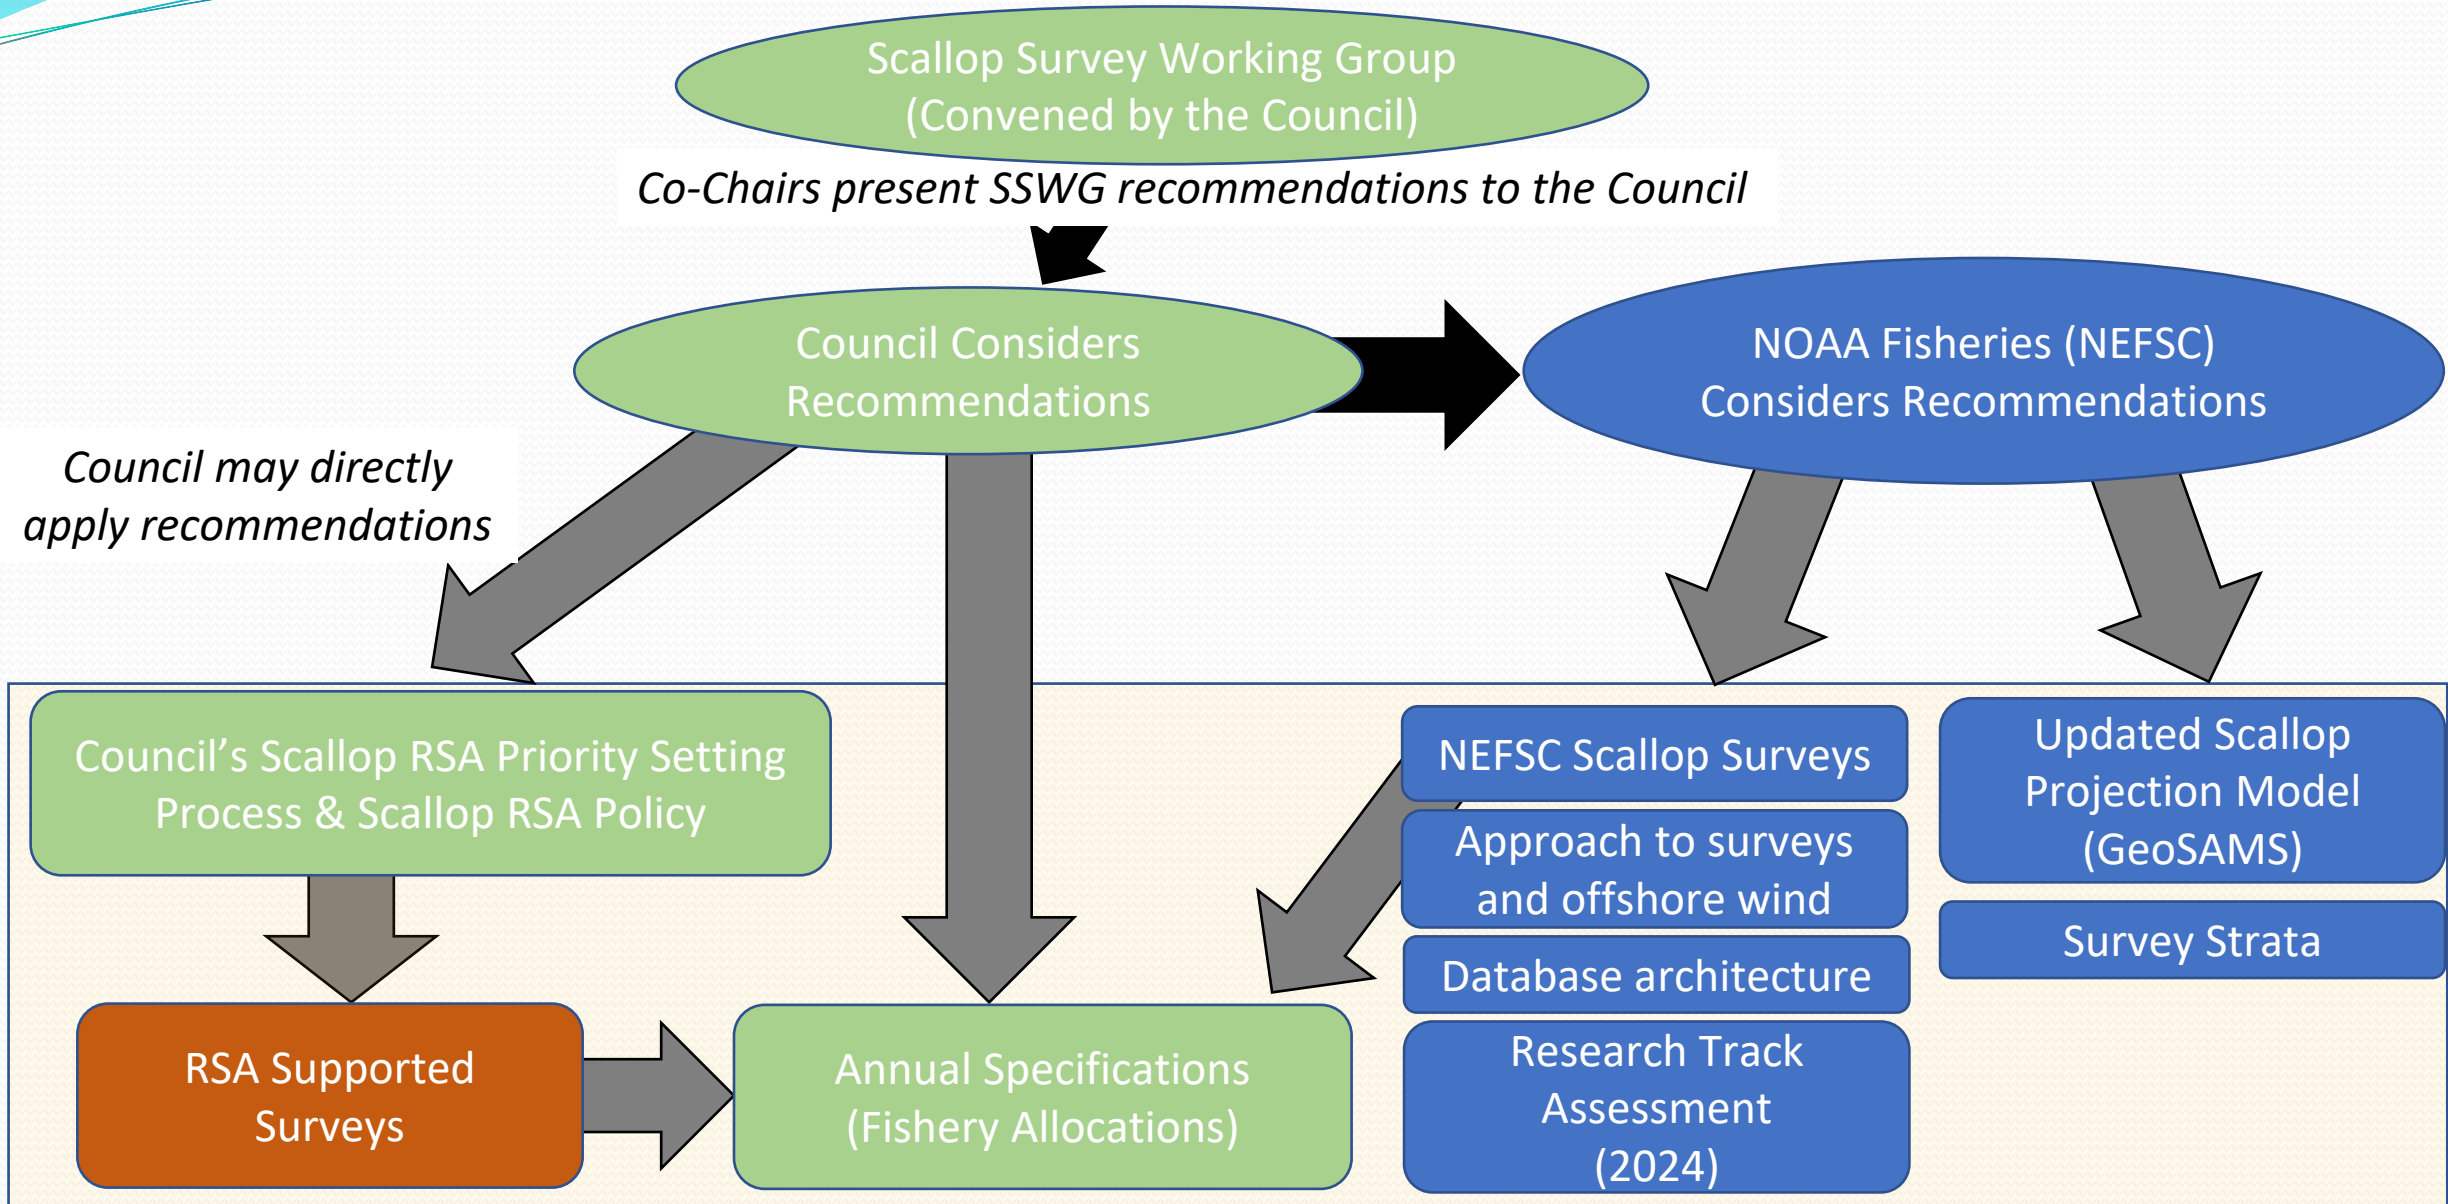 Scallop Survey Working Group
(Convened by the Council)
Co-Chairs present SSWG recommendations to the Council
Council Considers
Recommendations
NOAA Fisheries (NEFSC)
Considers Recommendations
Council may directly
apply recommendations
Council’s Scallop RSA Priority Setting
Process & Scallop RSA Policy
NEFSC Scallop Surveys
Approach to surveys
and offshore wind
Database architecture
Research Track
Assessment
(2024)
Updated Scallop
Projection Model
(GeoSAMS)
Survey Strata
RSA Supported
Surveys
Annual Specifications
(Fishery Allocations)